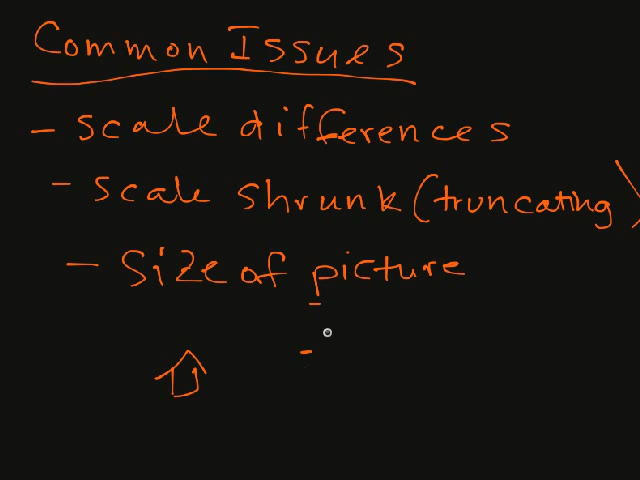 Common Issues
- scale differences
- scale shrunk (truncating)
- Size of picture
-